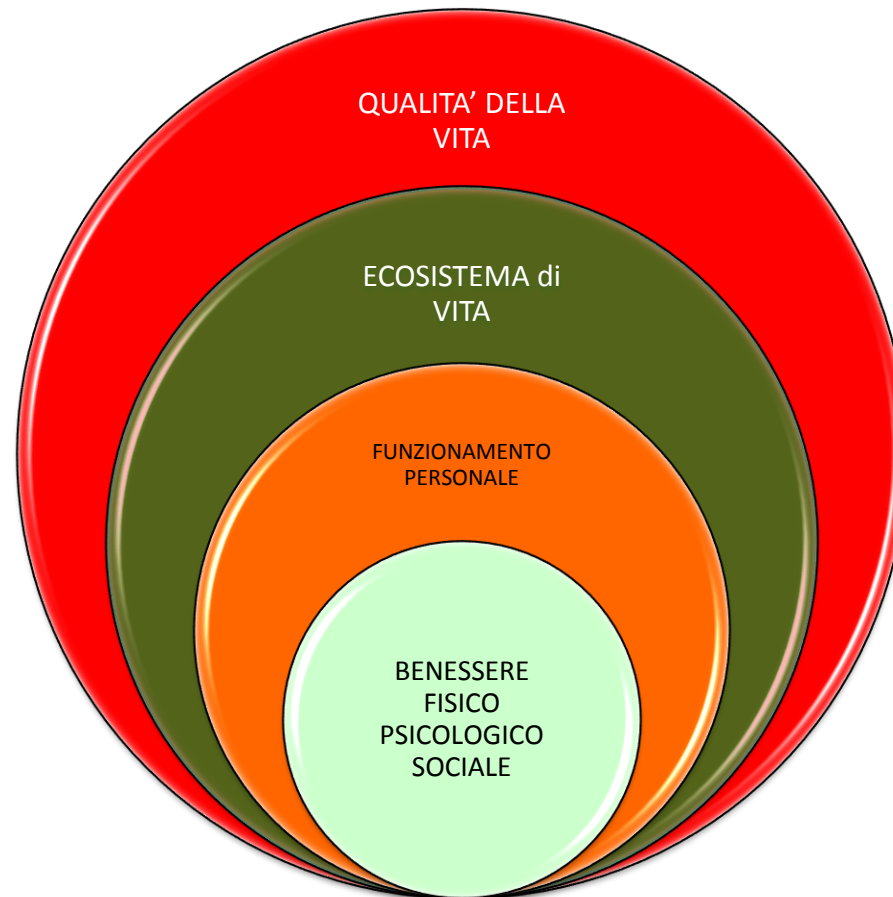 QUALITA’ DELLA
VITA
ECOSISTEMA di
VITA
FUNZIONAMENTO
PERSONALE
BENESSERE
FISICO
PSICOLOGICO
SOCIALE